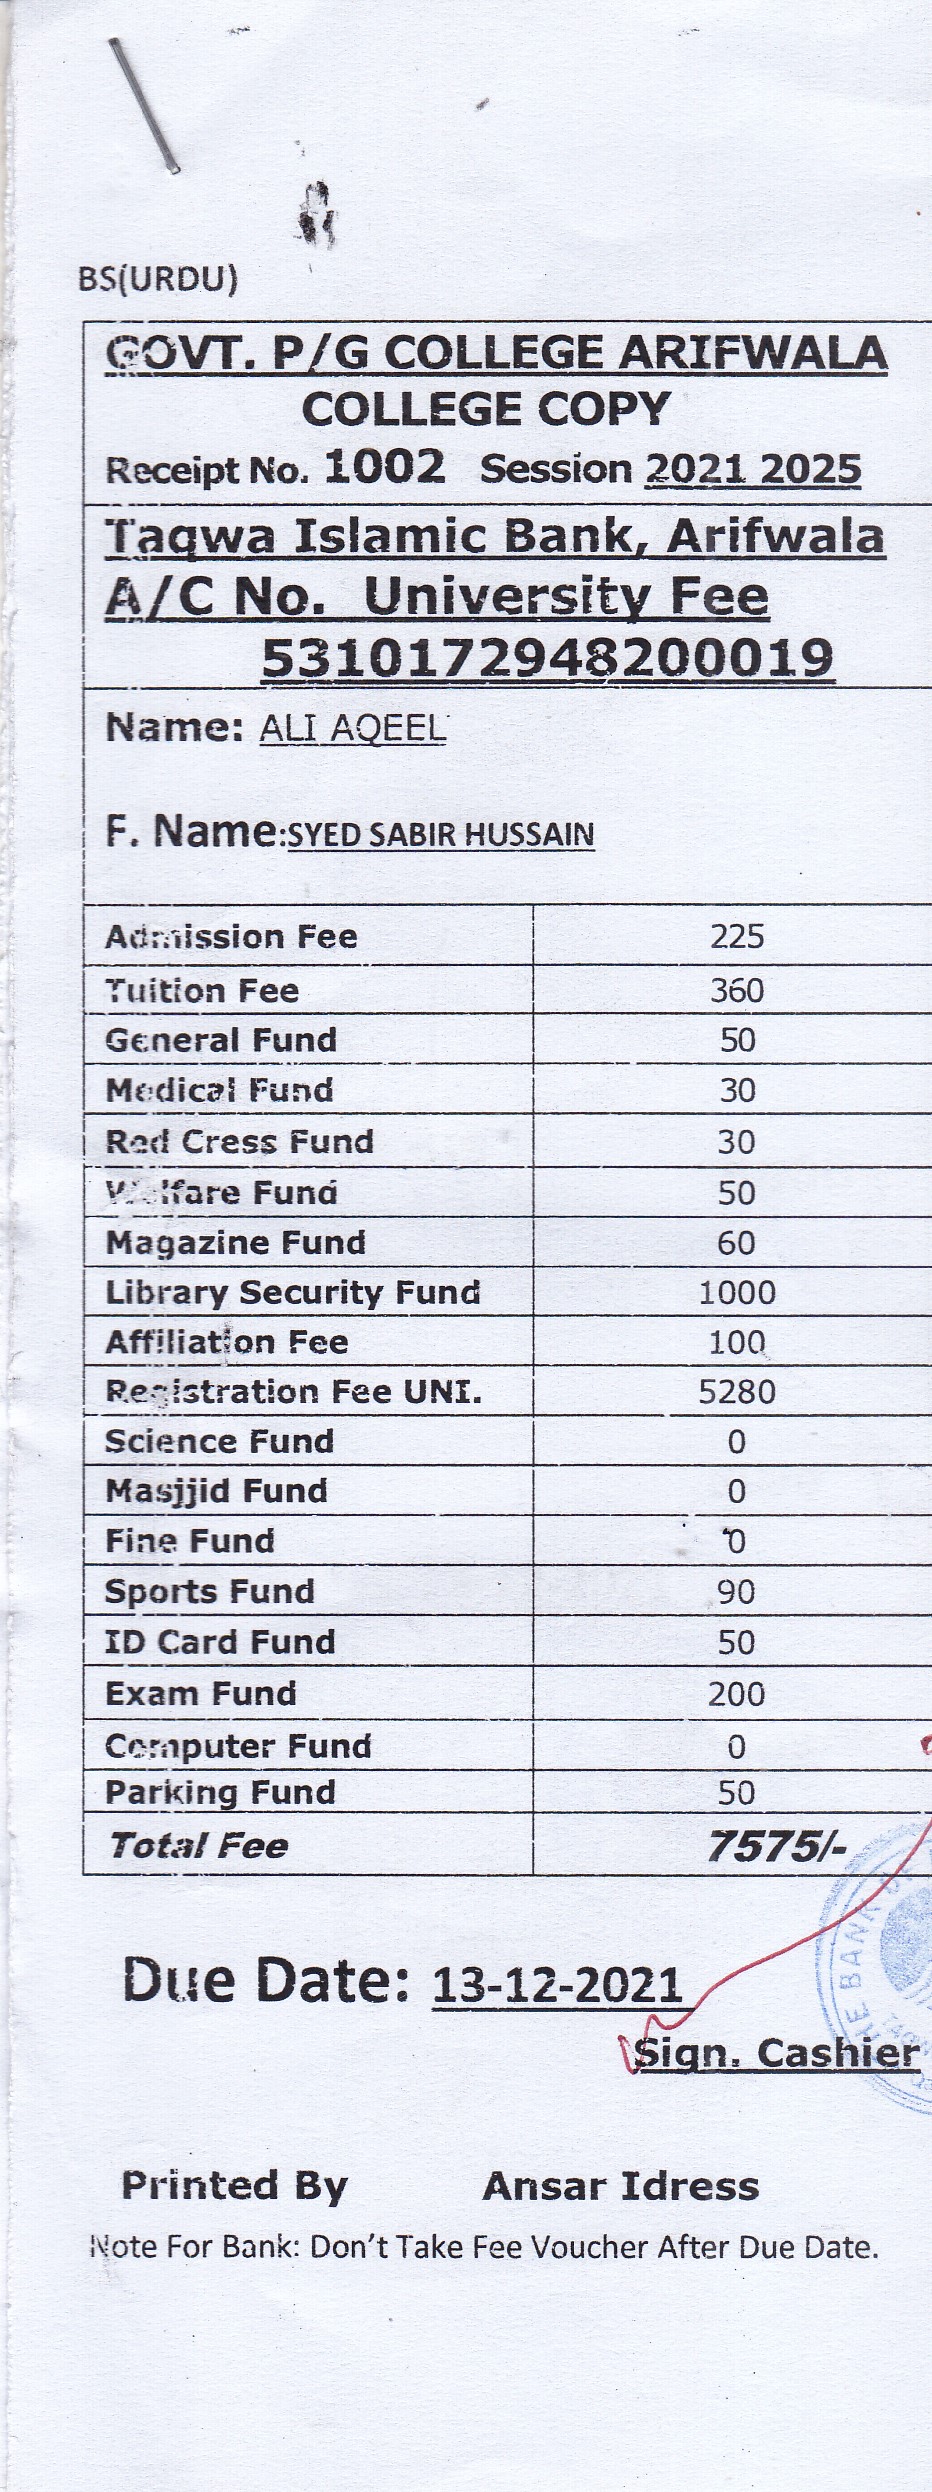 BS(URDU)
GOVT. P/G COLLEGE ARIFWALA
COLLEGE COPY
Receipt No. 1002 Session 2021 2025
Taqwa Islamic Bank, Arifwala
A/C No. University Fee
5310172948200019
Name: ALI AQEEL
F. Name:SYED SABIR HUSSAIN
Admission Fee 225
Tuition Fee 360
General Fund 50
Medical Fund 30
Red Cress Fund 30
Welfare Fund 50
Magazine Fund 60
Library Security Fund 1000
Affiliation Fee 100
Registration Fee UNI. 5280
Science Fund 0
Masjjid Fund 0
Fine Fund 0
Sports Fund 90
ID Card Fund 50
Exam Fund 200
Computer Fund 0
Parking Fund 50
Total Fee 7575/-
THE BANK OF
Due Date: 13-12-2021
Sign. Cashier
Printed By Ansar Idress
Note For Bank: Don't Take Fee Voucher After Due Date.